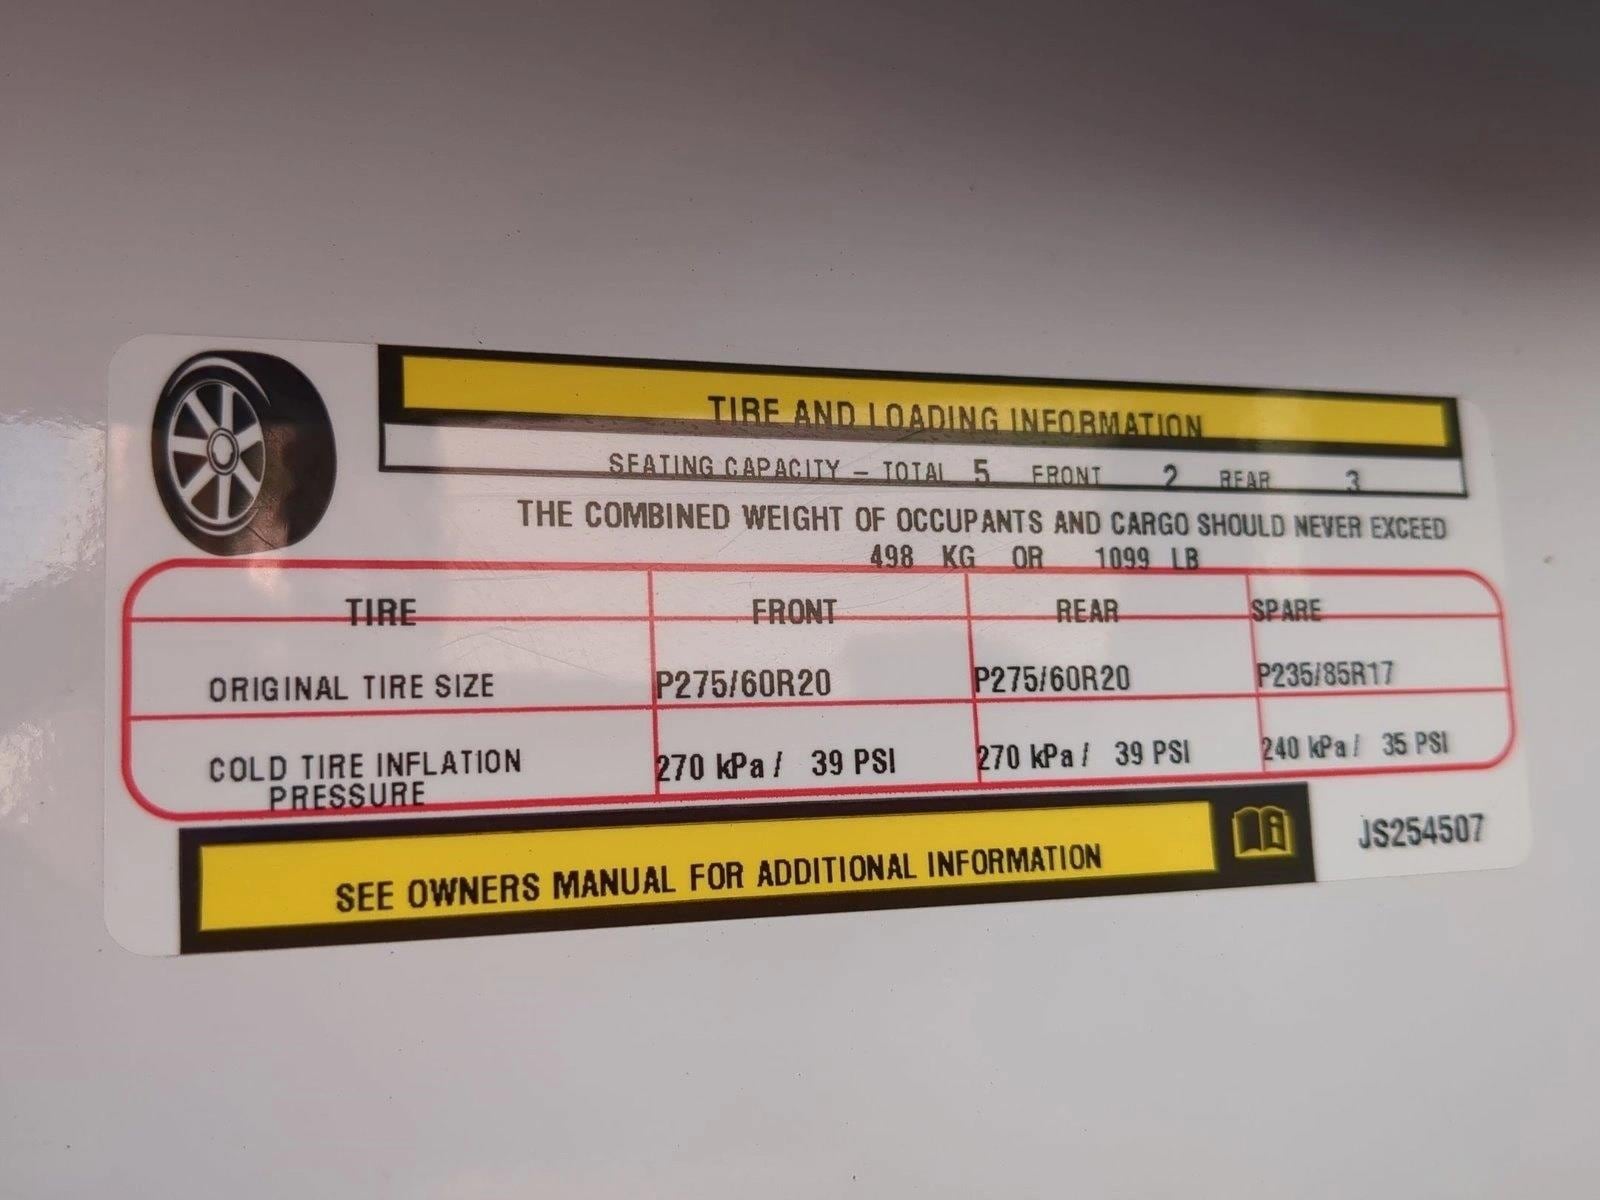 TIRE AND LOADING INFORMATION
SEATING CAPACITY – TOTAL 5 FRONT 2 REAR 3
THE COMBINED WEIGHT OF OCCUPANTS AND CARGO SHOULD NEVER EXCEED
498 KG OR 1099 LB
TIRE FRONT REAR SPARE
ORIGINAL TIRE SIZE P275/60R20 P275/60R20 P235/85R17
COLD TIRE INFLATION 270 kPa / 39 PSI 270 kPa / 39 PSI 240 kPa / 35 PSI
PRESSURE
SEE OWNERS MANUAL FOR ADDITIONAL INFORMATION
JS254507